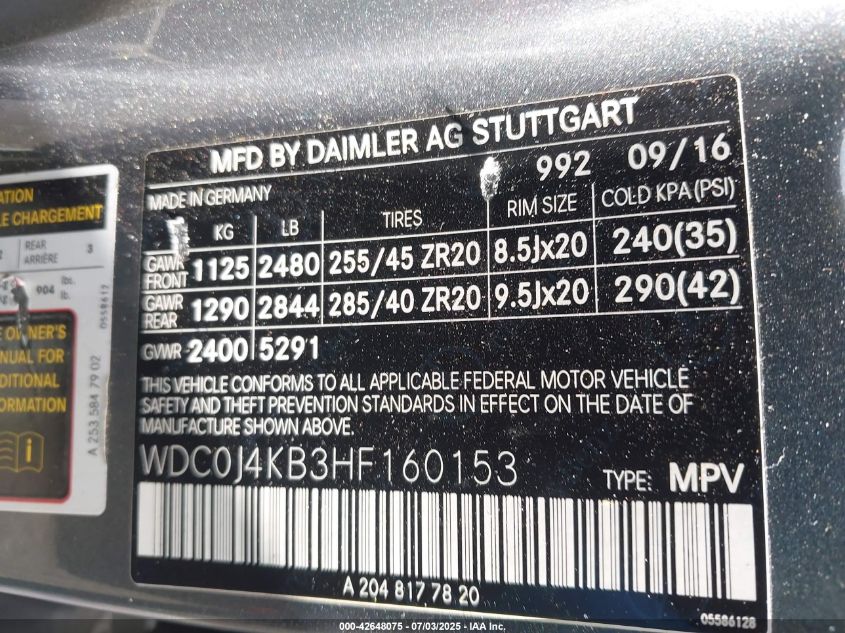 MFD BY DAIMLER AG STUTTGART
MADE IN GERMANY 992 09/16
KG LB TIRES RIM SIZE COLD KPA (PSI)
GAWR FRONT 1125 2480 255/45 ZR20 8.5Jx20 240(35)
GAWR REAR 1290 2844 285/40 ZR20 9.5Jx20 290(42)
GVWR 2400 5291
THIS VEHICLE CONFORMS TO ALL APPLICABLE FEDERAL MOTOR VEHICLE
SAFETY AND THEFT PREVENTION STANDARDS IN EFFECT ON THE DATE OF
MANUFACTURE SHOWN ABOVE.
WDC0J4KB3HF160153 TYPE: MPV
A 204 817 78 20
05586128
CHARGEMENT
REAR
ARRIÈRE 3
904 lbs.
lb.
0558612
OWNER'S
FOR
A 253 584 79 02
000-42648075 - 07/03/2025 - IAA Inc.